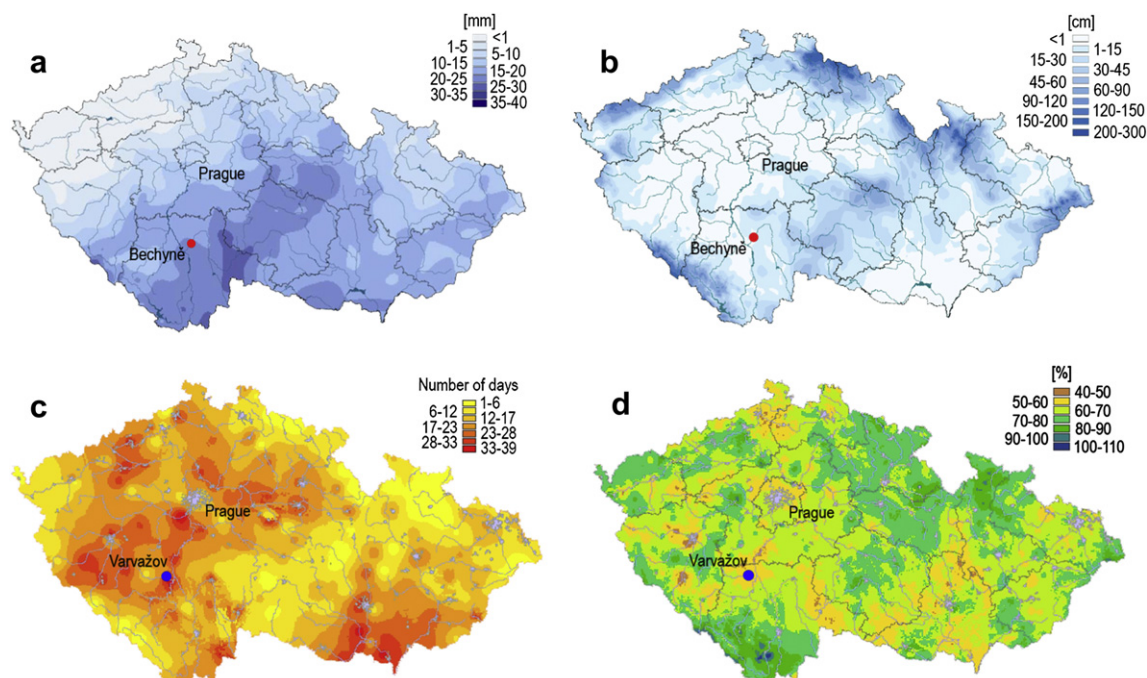 a
[mm]
<1
1-5
5-10
10-15
15-20
20-25
25-30
30-35
35-40
Prague
Bechyně
b
[cm]
<1
1-15
15-30
30-45
45-60
60-90
90-120
120-150
150-200
200-300
Prague
Bechyně
c
Number of days
1-6
6-12
12-17
17-23
23-28
28-33
33-39
Prague
Varvažov
d
[%]
40-50
50-60
60-70
70-80
80-90
90-100
100-110
Prague
Varvažov